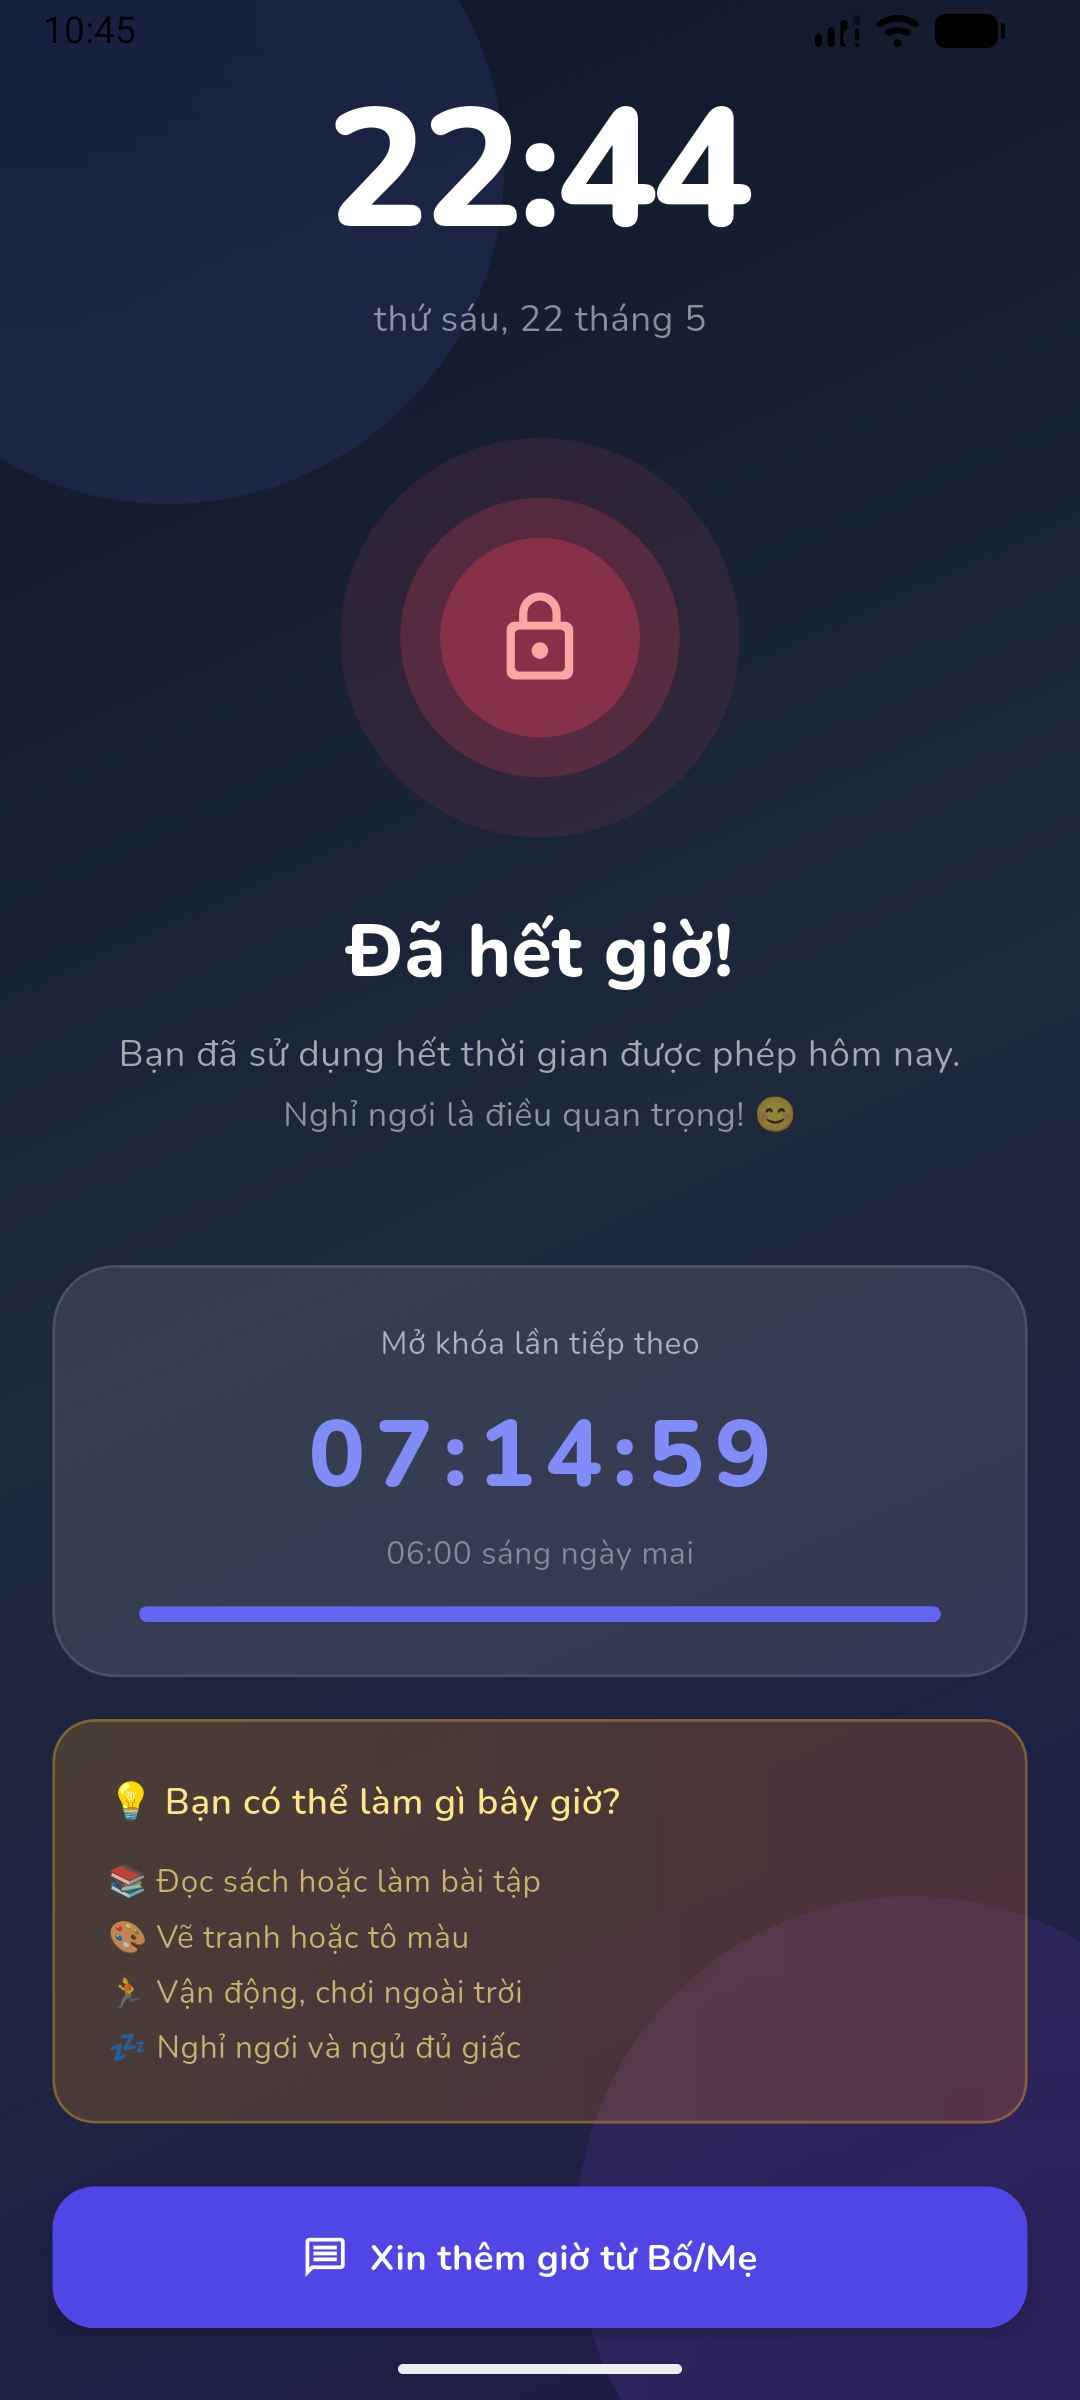 10:45
22:44
thứ sáu, 22 tháng 5
Đã hết giờ!
Bạn đã sử dụng hết thời gian được phép hôm nay.
Nghỉ ngơi là điều quan trọng! 😊
Mở khóa lần tiếp theo
07:14:59
06:00 sáng ngày mai
💡 Bạn có thể làm gì bây giờ?
📚 Đọc sách hoặc làm bài tập
🎨 Vẽ tranh hoặc tô màu
🏃 Vận động, chơi ngoài trời
💤 Nghỉ ngơi và ngủ đủ giấc
Xin thêm giờ từ Bố/Mẹ